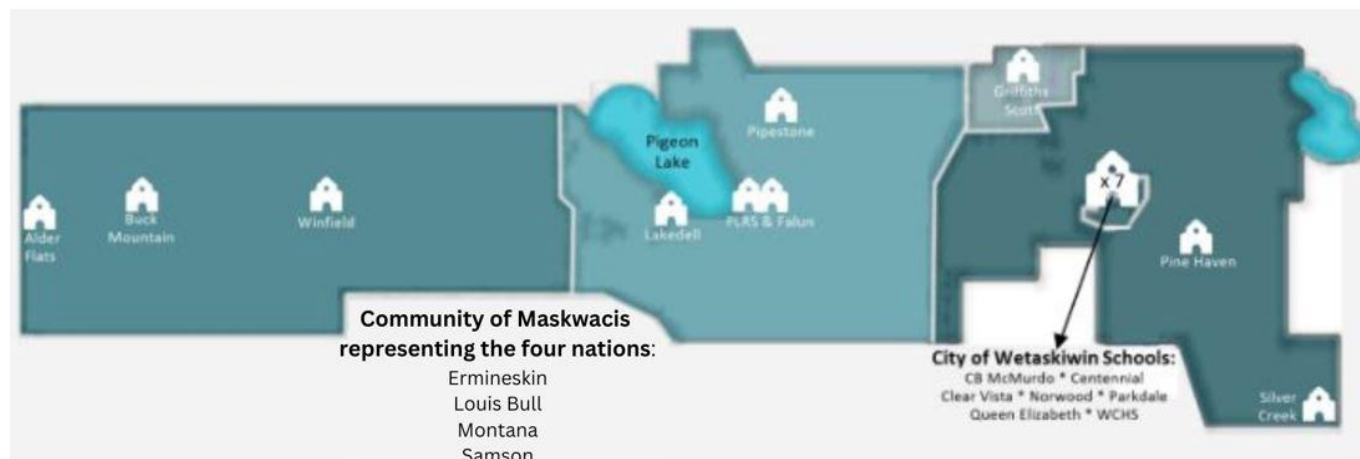 Griffiths
Scott
Pipestone
Pigeon
Lake
x 7
Alder
Flats
Buck
Mountain
Winfield
Lakedell
PLRS & Falun
Pine Haven
Community of Maskwacis
representing the four nations:
Ermineskin
Louis Bull
Montana
Samson
City of Wetaskiwin Schools:
CB McMurdo * Centennial
Clear Vista * Norwood * Parkdale
Queen Elizabeth * WCHS
Silver
Creek